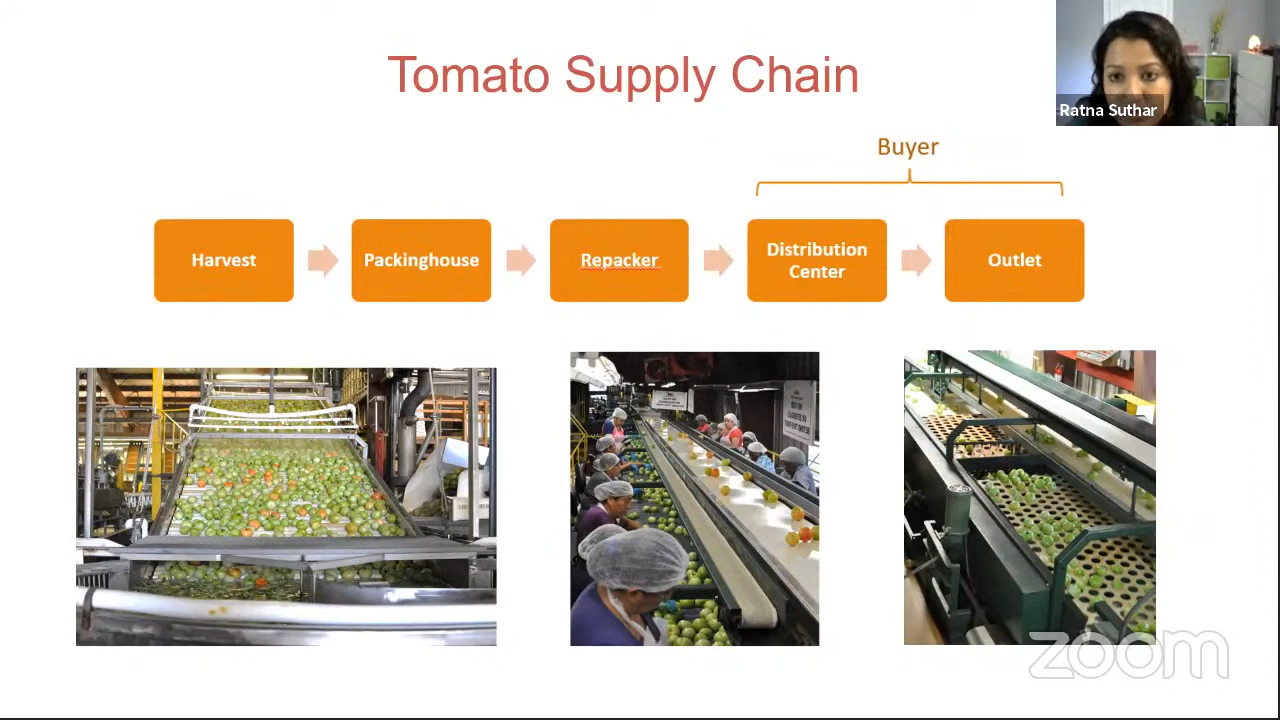 Tomato Supply Chain
Ratna Suthar
Buyer
Harvest
Packinghouse
Repacker
Distribution
Center
Outlet
zoom